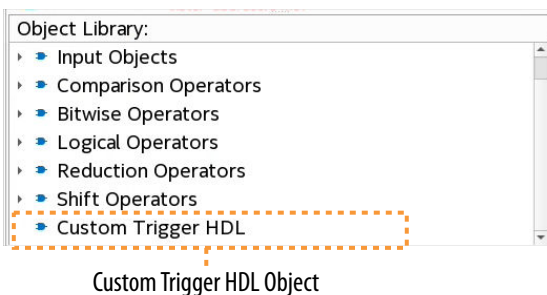 Object Library:
Input Objects
Comparison Operators
Bitwise Operators
Logical Operators
Reduction Operators
Shift Operators
Custom Trigger HDL
Custom Trigger HDL Object